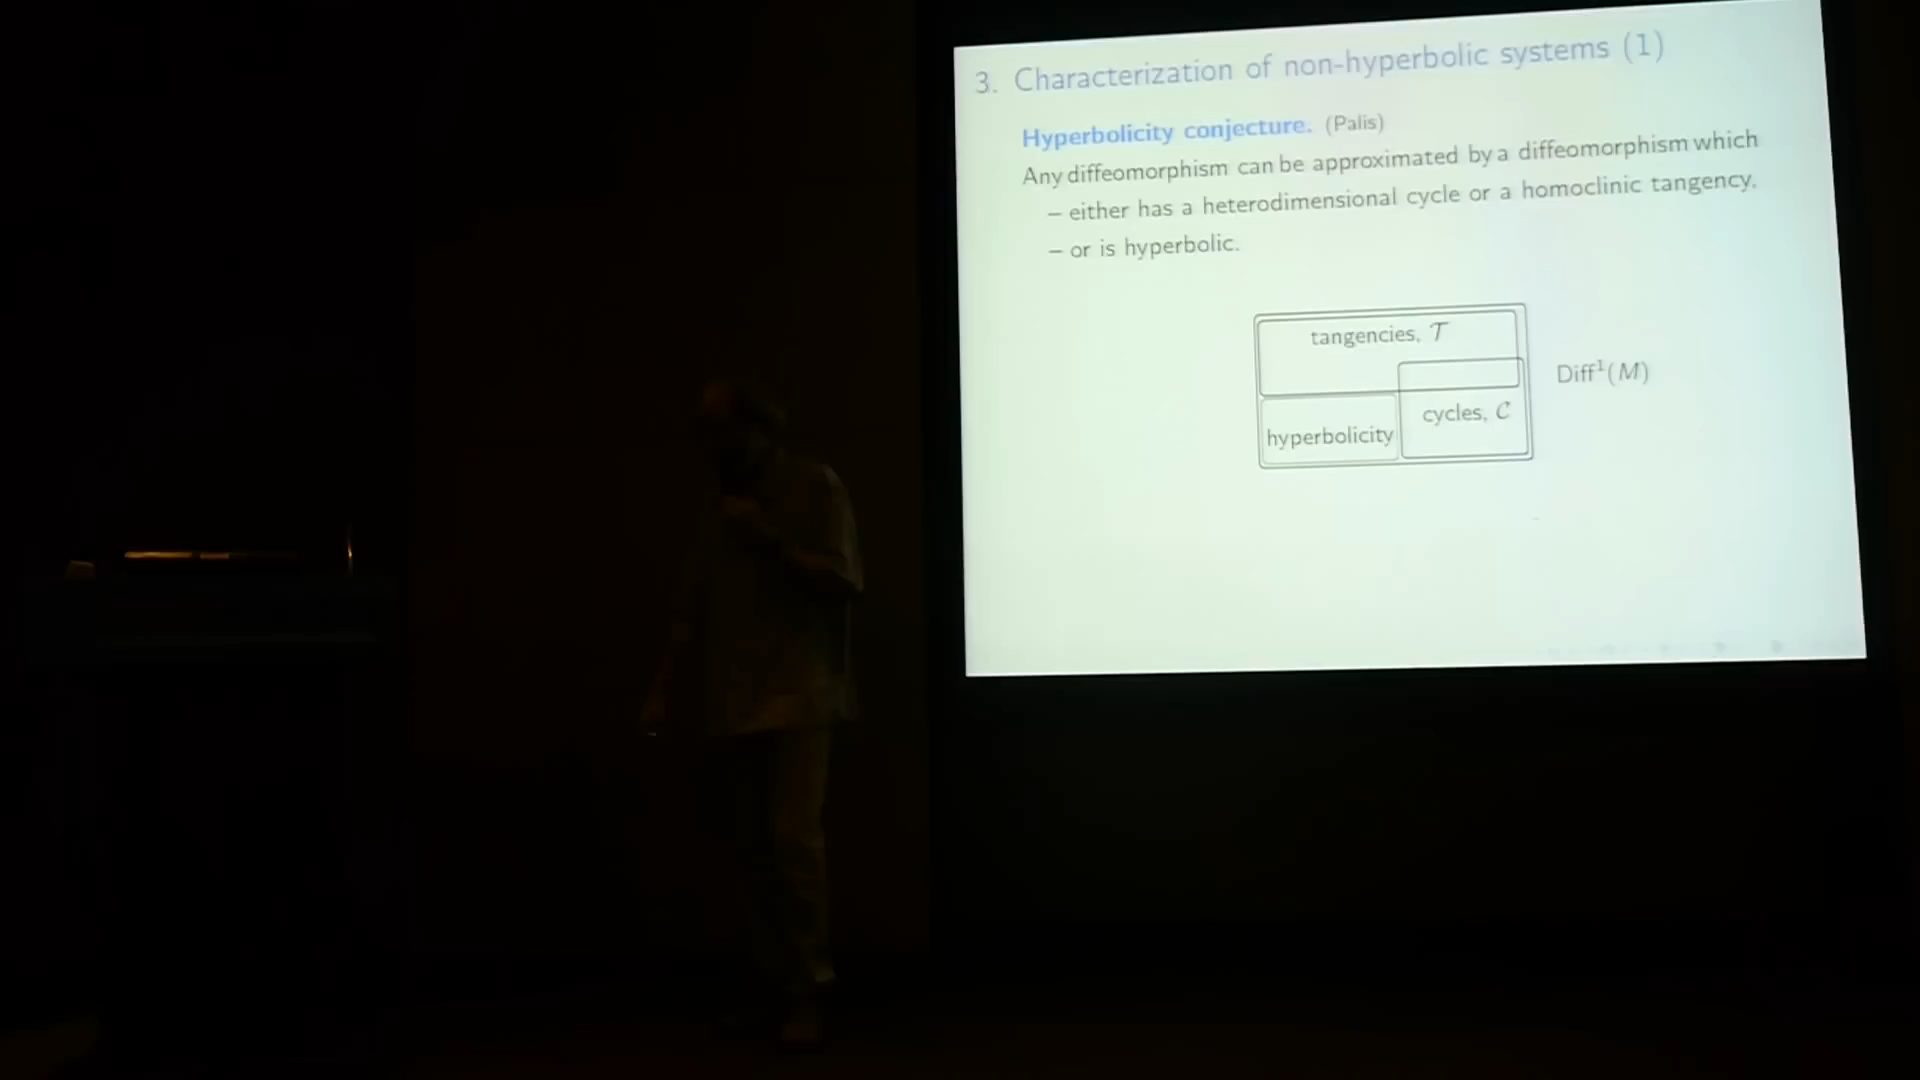 3. Characterization of non-hyperbolic systems (1)
Hyperbolicity conjecture. (Palis)
Any diffeomorphism can be approximated by a diffeomorphism which
– either has a heterodimensional cycle or a homoclinic tangency,
– or is hyperbolic.
tangencies, 𝒯
Diff¹(M)
cycles, 𝒞
hyperbolicity